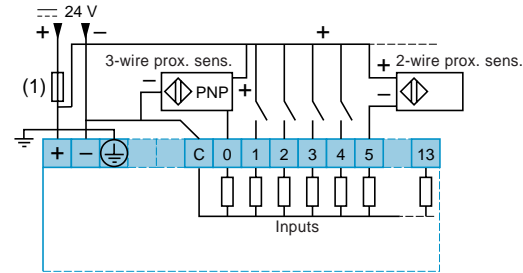 24 V
+ −
+
3-wire prox. sens.
+ 2-wire prox. sens.
(1)
− PNP +
−
+ − C 0 1 2 3 4 5 13
Inputs